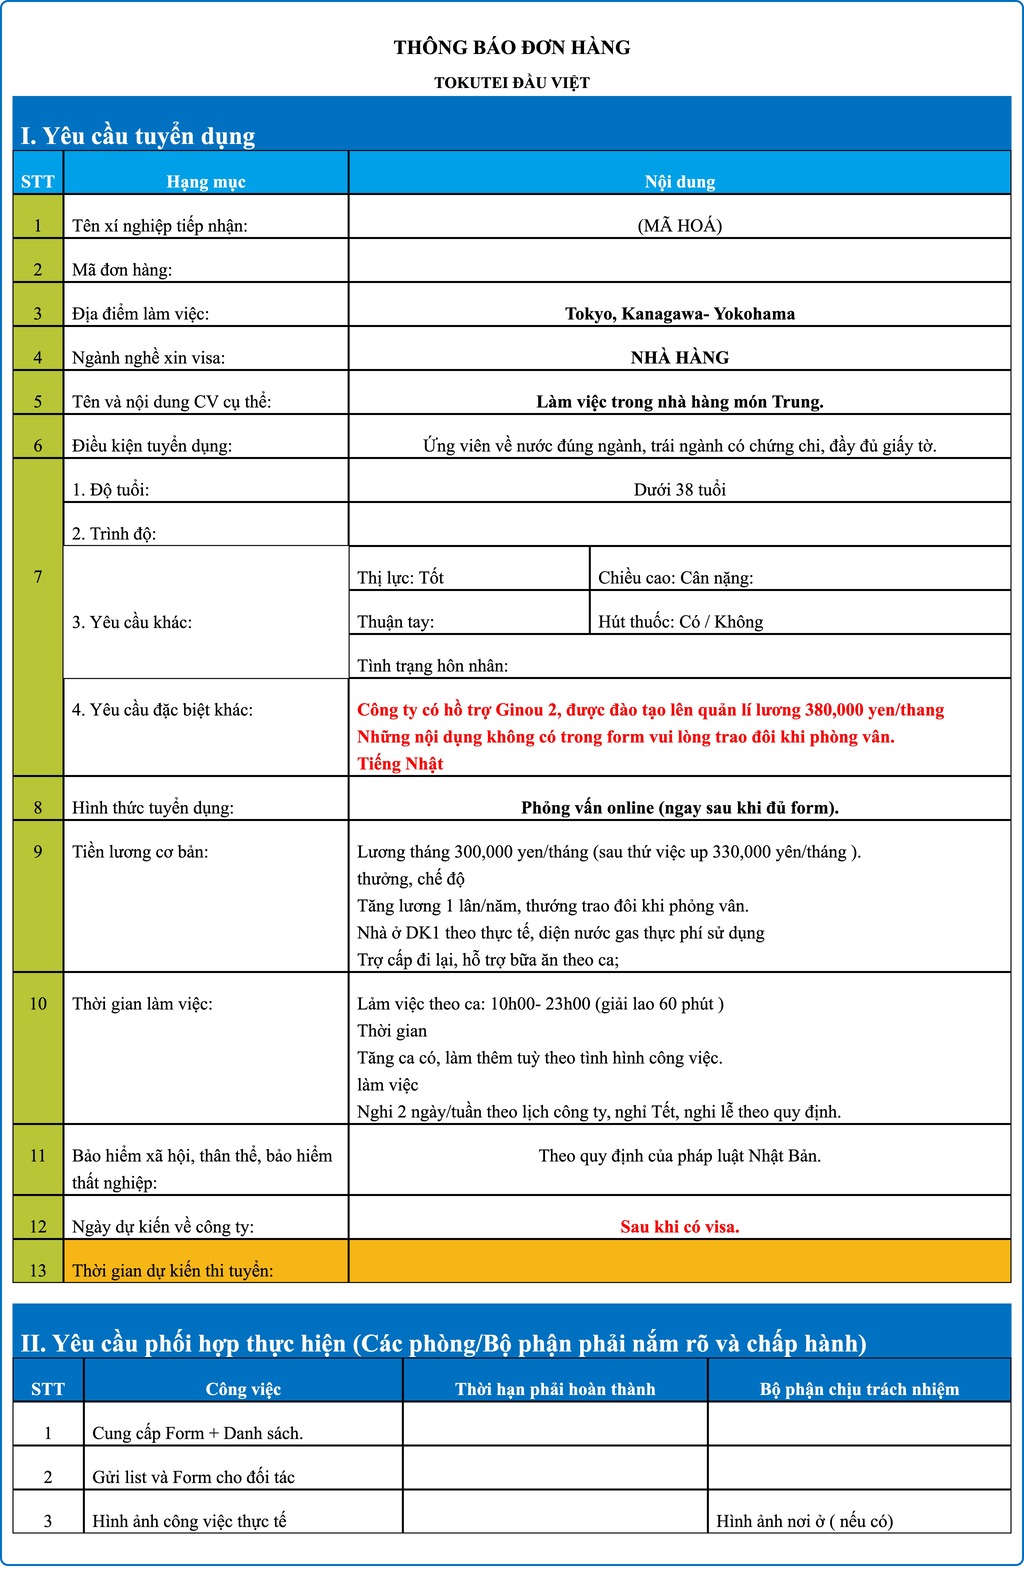 THÔNG BÁO ĐƠN HÀNG
TOKUTEI ĐẦU VIỆT
I. Yêu cầu tuyển dụng
STT Hạng mục Nội dung
1 Tên xí nghiệp tiếp nhận: (MÃ HOÁ)
2 Mã đơn hàng:
3 Địa điểm làm việc: Tokyo, Kanagawa- Yokohama
4 Ngành nghề xin visa: NHÀ HÀNG
5 Tên và nội dung CV cụ thể: Làm việc trong nhà hàng món Trung.
6 Điều kiện tuyển dụng: Ứng viên về nước đúng ngành, trái ngành có chứng chi, đầy đủ giấy tờ.
7
1. Độ tuổi: Dưới 38 tuổi
2. Trình độ:
3. Yêu cầu khác:
Thị lực: Tốt Chiều cao: Cân nặng:
Thuận tay: Hút thuốc: Có / Không
Tình trạng hôn nhân:
4. Yêu cầu đặc biệt khác: Công ty có hồ trợ Ginou 2, được đào tạo lên quản lí lương 380,000 yen/thang
Những nội dụng không có trong form vui lòng trao đôi khi phòng vân.
Tiếng Nhật
8 Hình thức tuyển dụng: Phỏng vấn online (ngay sau khi đủ form).
9 Tiền lương cơ bản: Lương tháng 300,000 yen/tháng (sau thứ việc up 330,000 yên/tháng ).
thưởng, chế độ
Tăng lương 1 lân/năm, thướng trao đôi khi phỏng vân.
Nhà ở DK1 theo thực tế, diện nước gas thực phí sử dụng
Trợ cấp đi lại, hỗ trợ bữa ăn theo ca;
10 Thời gian làm việc: Lảm việc theo ca: 10h00- 23h00 (giải lao 60 phút )
Thời gian
Tăng ca có, làm thêm tuỳ theo tình hình công việc.
làm việc
Nghi 2 ngày/tuần theo lịch công ty, nghỉ Tết, nghi lễ theo quy định.
11 Bảo hiểm xã hội, thân thể, bảo hiểm Theo quy định của pháp luật Nhật Bản.
thất nghiệp:
12 Ngày dự kiến về công ty: Sau khi có visa.
13 Thời gian dự kiến thi tuyển:
II. Yêu cầu phối hợp thực hiện (Các phòng/Bộ phận phải nắm rõ và chấp hành)
STT Công việc Thời hạn phải hoàn thành Bộ phận chịu trách nhiệm
1 Cung cấp Form + Danh sách.
2 Gửi list và Form cho đối tác
3 Hình ảnh công việc thực tế Hình ảnh nơi ở ( nếu có)